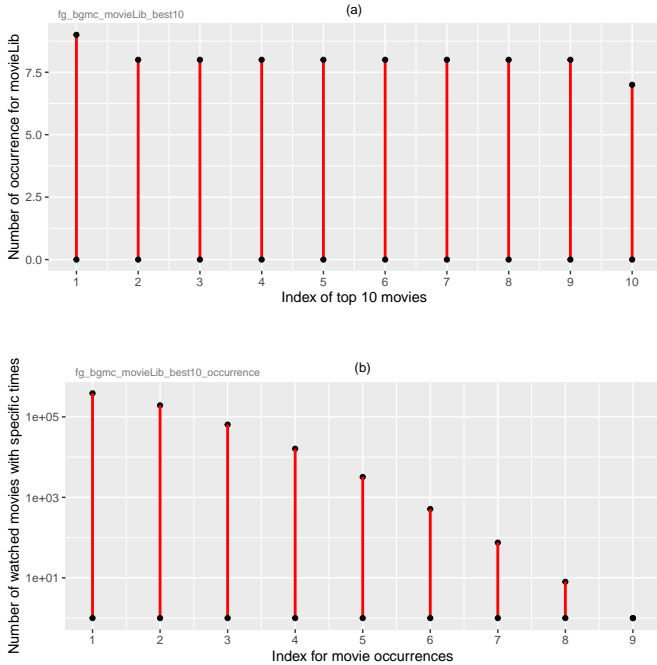 (a)
fg_bgmc_movieLib_best10
Number of occurrence for movieLib
7.5
5.0
2.5
0.0
1 2 3 4 5 6 7 8 9 10
Index of top 10 movies
(b)
fg_bgmc_movieLib_best10_occurrence
Number of watched movies with specific times
1e+05
1e+03
1e+01
1 2 3 4 5 6 7 8 9
Index for movie occurrences